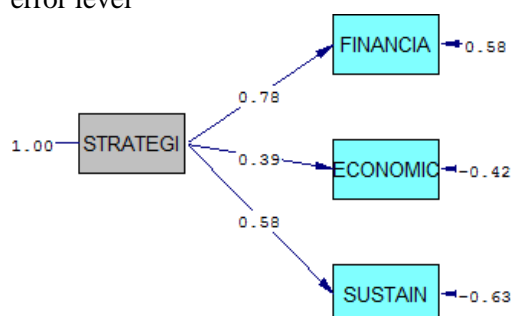 error level
FINANCIA
0.58
0.78
1.00
STRATEGI
0.39
ECONOMIC
0.42
0.58
SUSTAIN
0.63